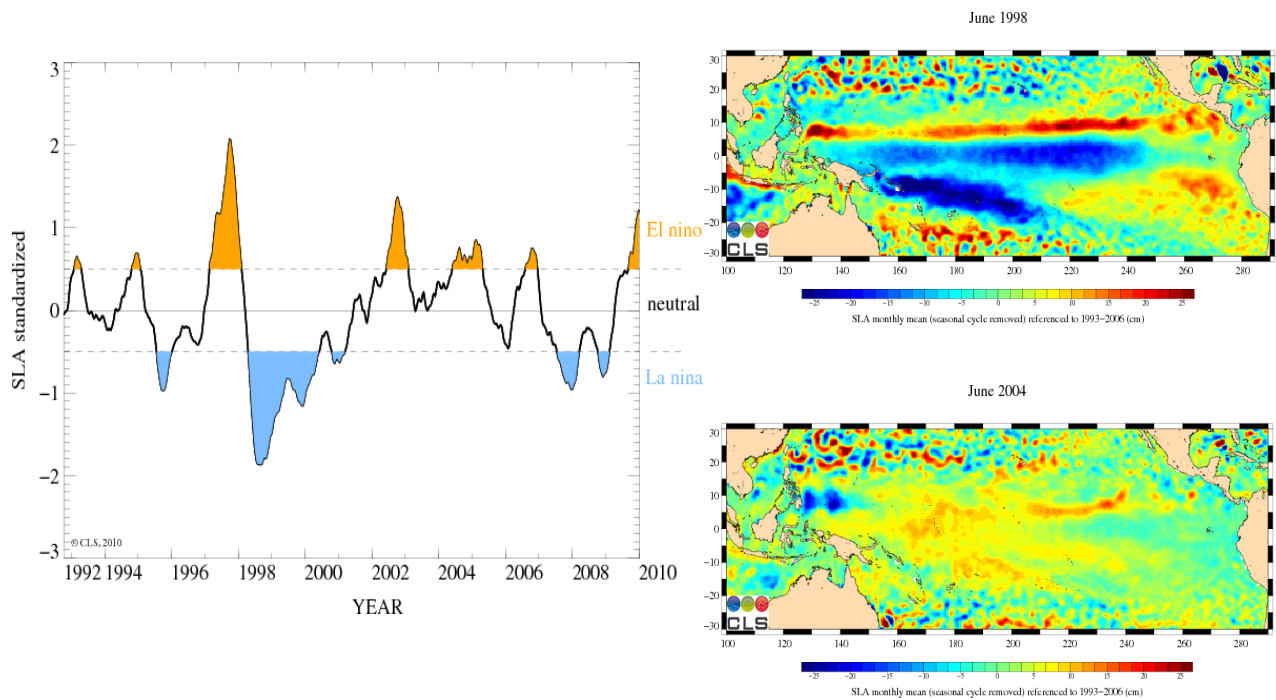 3
2
1
0
−1
−2
−3
SLA standardized
El nino
neutral
La nina
© CLS, 2010
1992 1994 1996 1998 2000 2002 2004 2006 2008 2010
YEAR
June 1998
30
20
10
0
−10
−20
−30
CLS
100 120 140 160 180 200 220 240 260 280
−25 −20 −15 −10 −5 0 5 10 15 20 25
SLA monthly mean (seasonal cycle removed) referenced to 1993−2006 (cm)
June 2004
30
20
10
0
−10
−20
−30
CLS
100 120 140 160 180 200 220 240 260 280
−25 −20 −15 −10 −5 0 5 10 15 20 25
SLA monthly mean (seasonal cycle removed) referenced to 1993−2006 (cm)